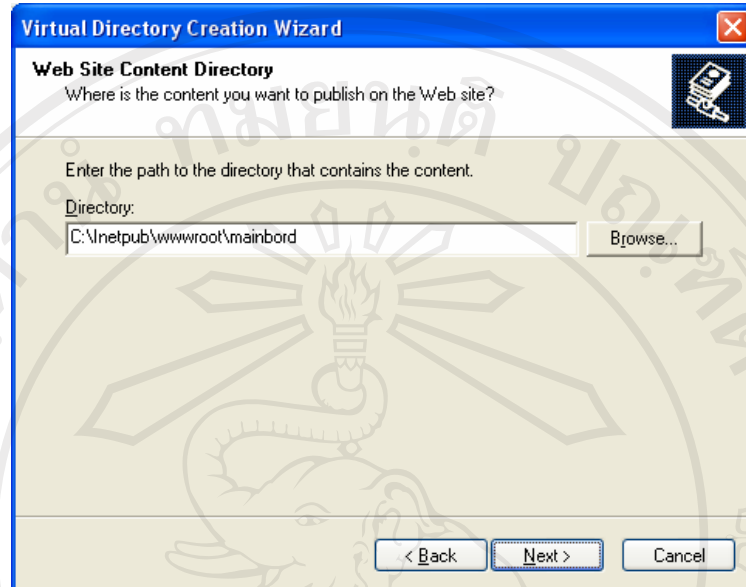 Virtual Directory Creation Wizard
Web Site Content Directory
Where is the content you want to publish on the Web site?
Enter the path to the directory that contains the content.
Directory:
C:\Inetpub\wwwroot\mainbord
Browse...
< Back
Next >
Cancel